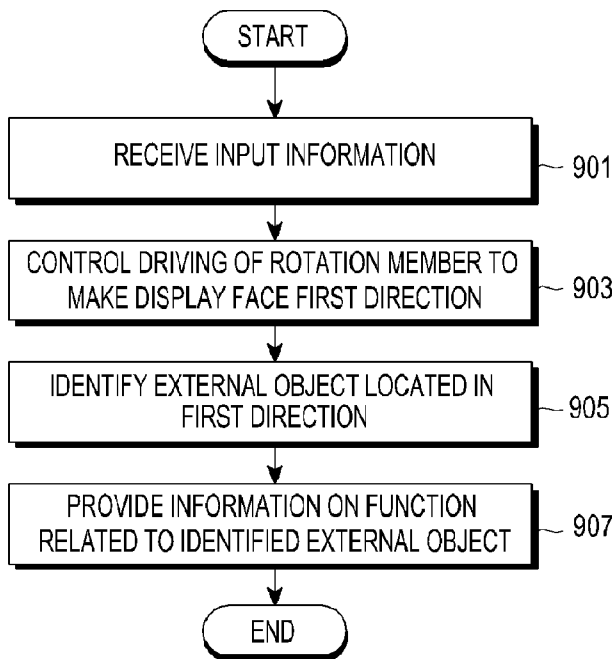 START
RECEIVE INPUT INFORMATION
901
CONTROL DRIVING OF ROTATION MEMBER TO
MAKE DISPLAY FACE FIRST DIRECTION
903
IDENTIFY EXTERNAL OBJECT LOCATED IN
FIRST DIRECTION
905
PROVIDE INFORMATION ON FUNCTION
RELATED TO IDENTIFIED EXTERNAL OBJECT
907
END